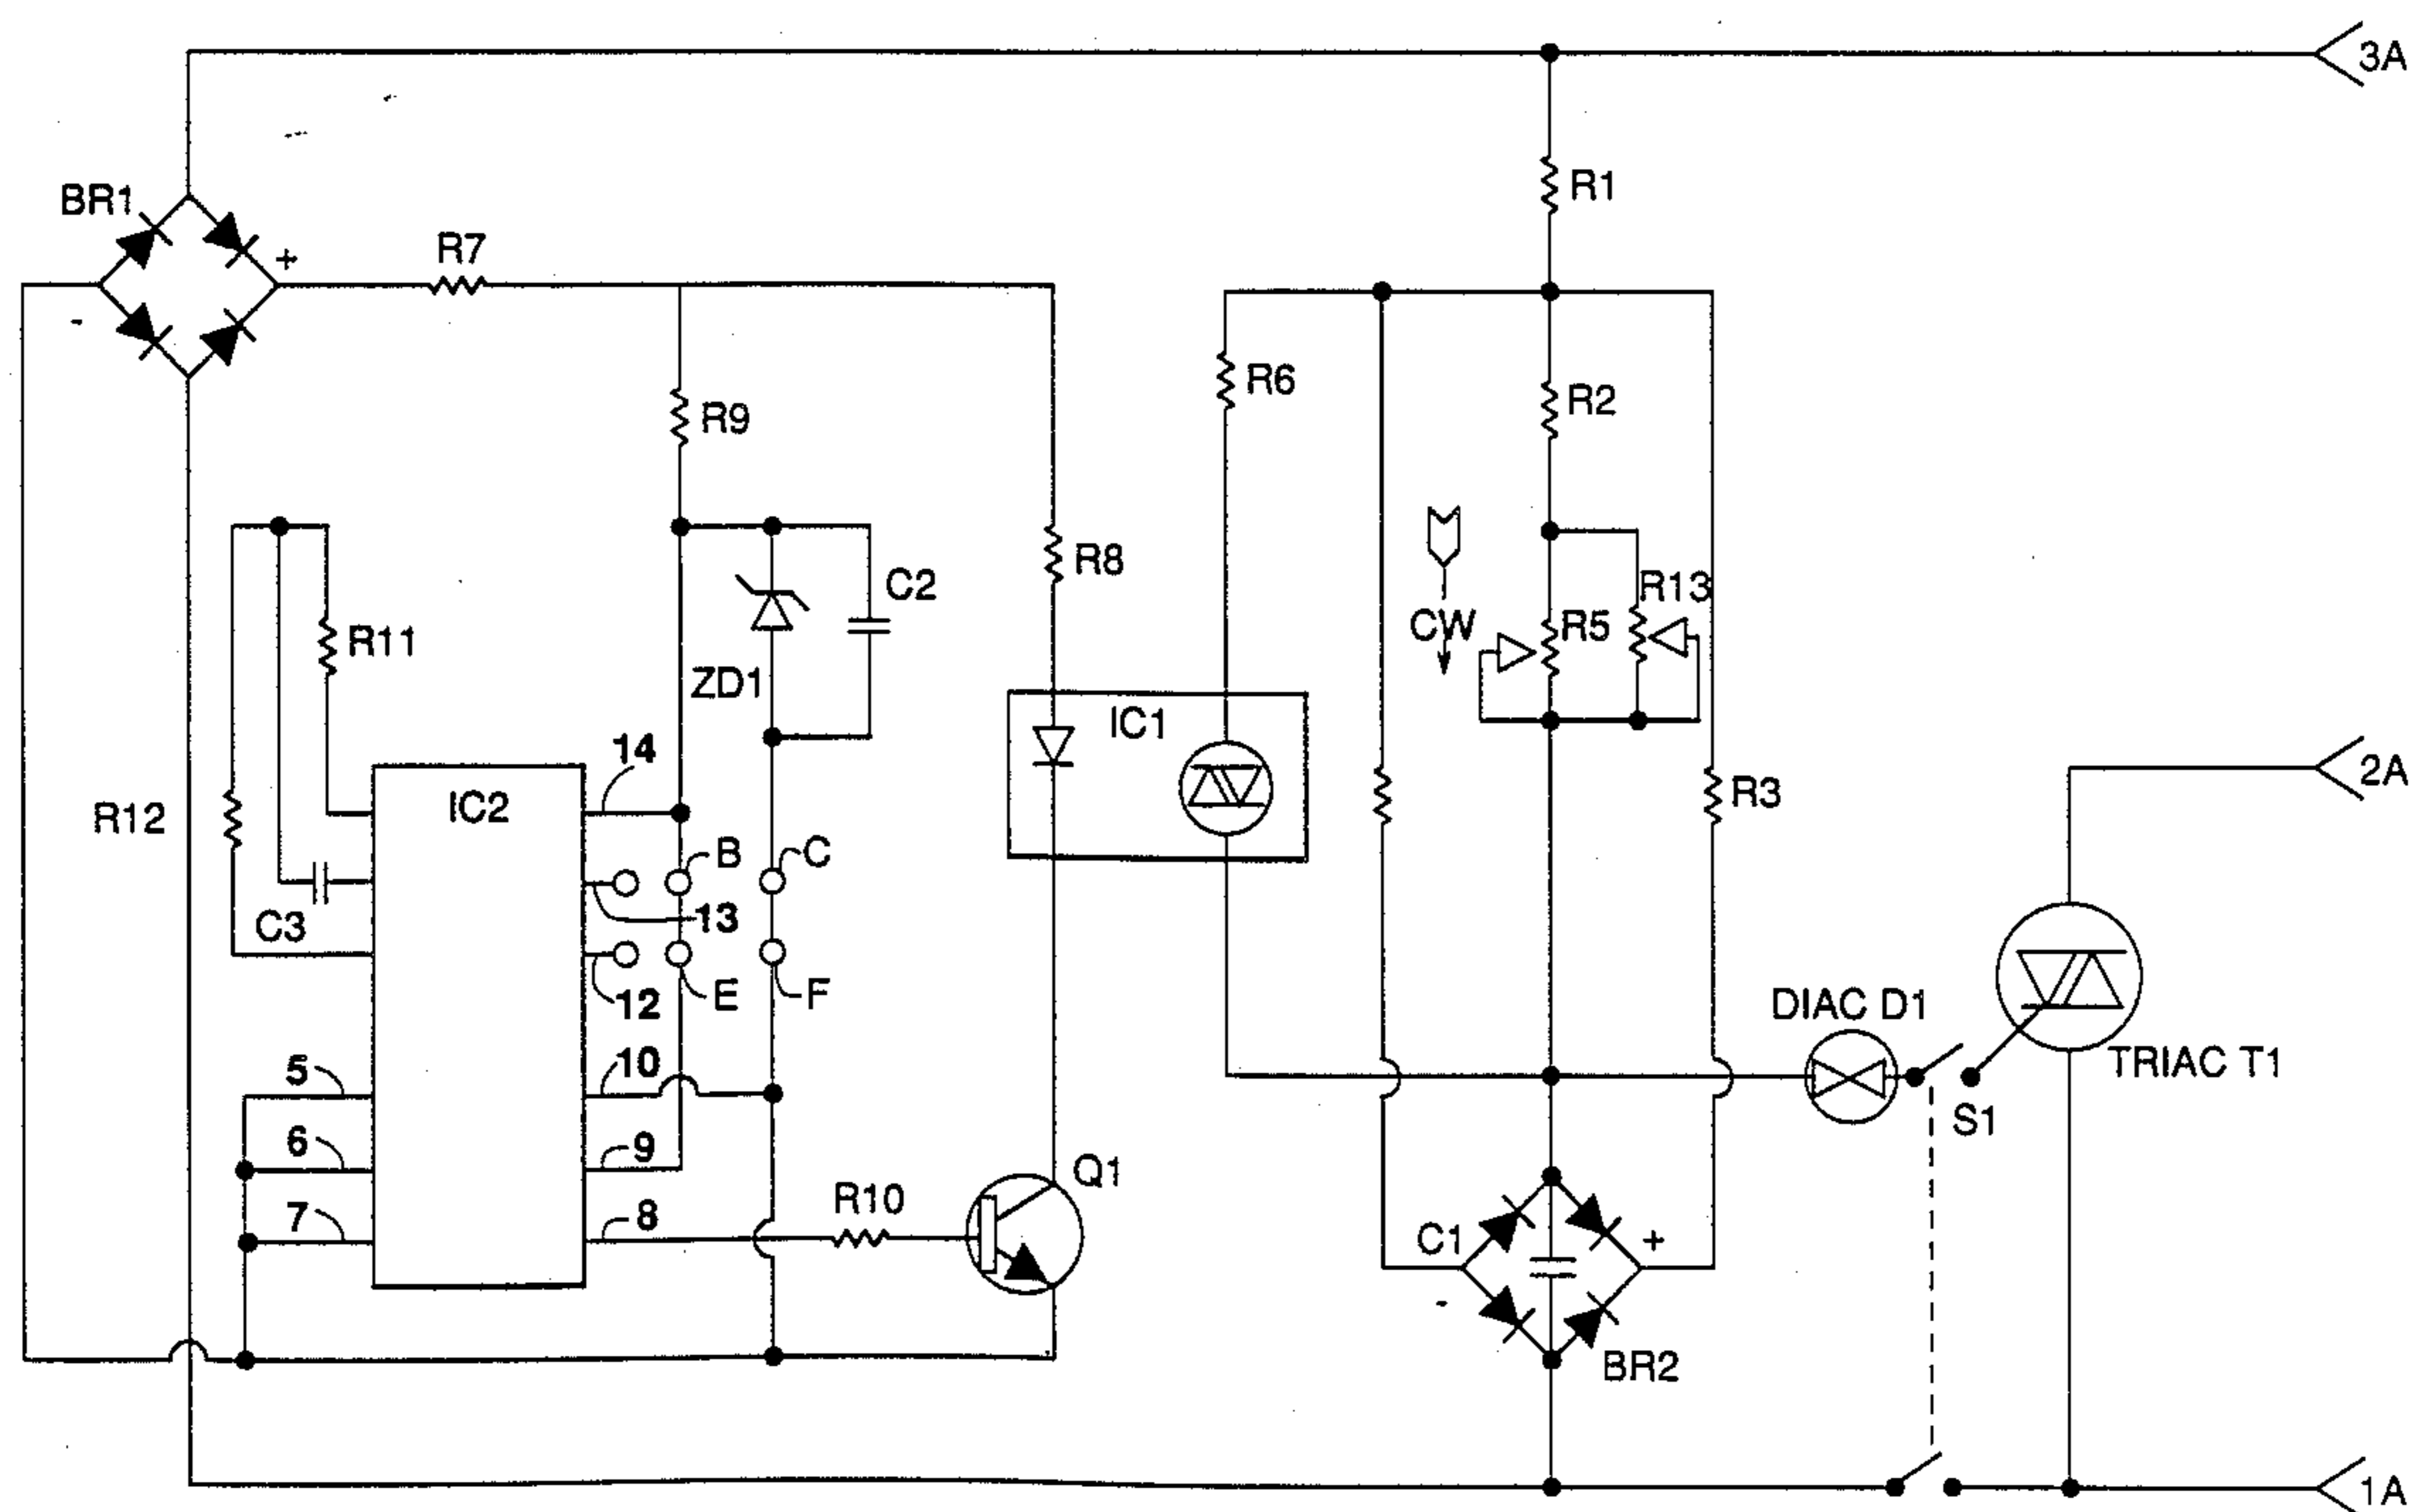 3A
R1
BR1
+
R7
-
R6
R2
R9
R8
C2
R13
CW
R5
R11
ZD1
IC1
14
IC2
R3
2A
R12
B
C
13
C3
E
F
12
DIAC D1
10
5
TRIAC T1
S1
9
6
Q1
R10
8
7
C1
+
-
BR2
1A